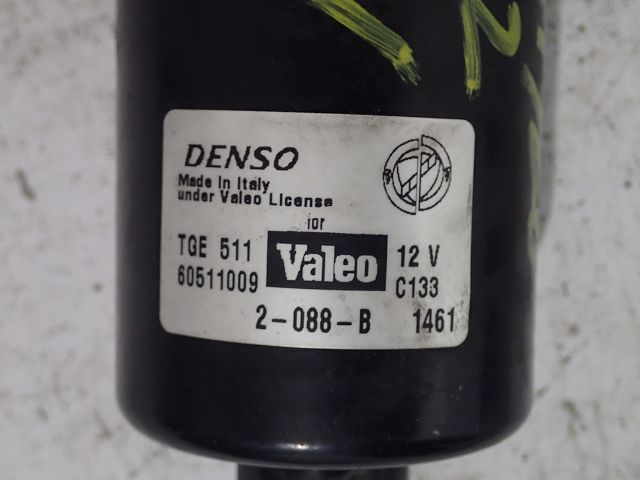 DENSO
Made in Italy
under Valeo License
for
TGE 511 Valeo 12 V
60511009 C133
2-088-B 1461